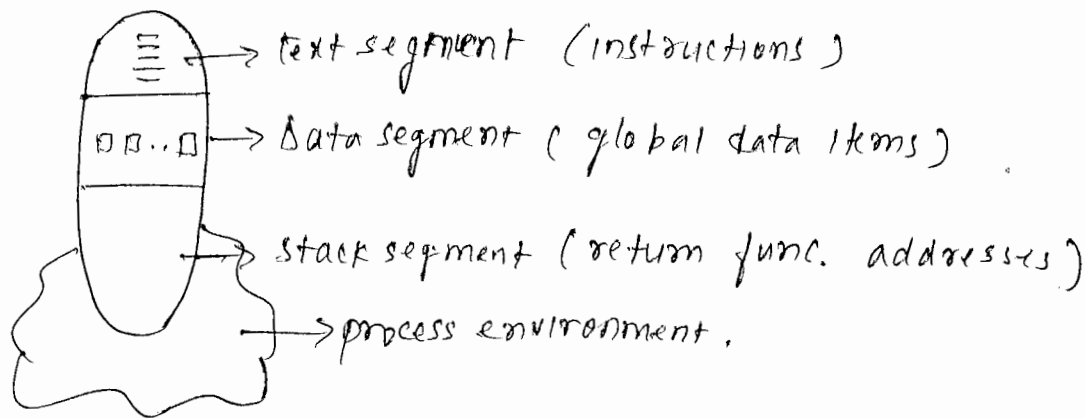 text segment (instructions)
Data segment (global data items)
stack segment (return func. addresses)
process environment.